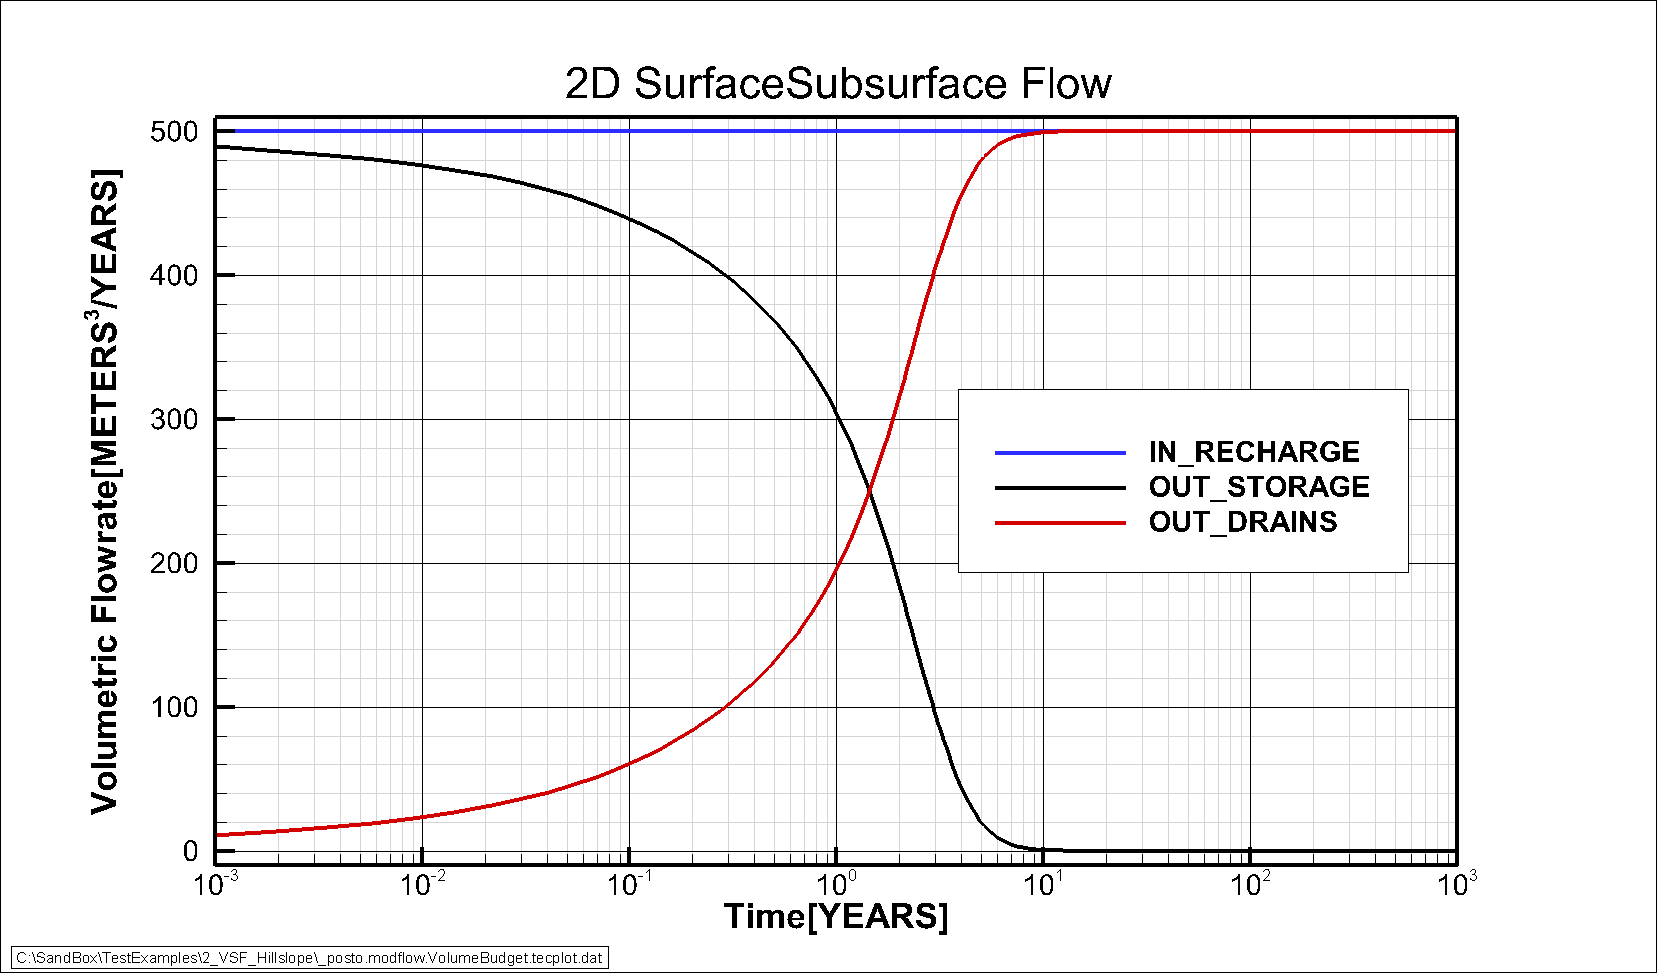 2D SurfaceSubsurface Flow
Volumetric Flowrate[METERS³/YEARS]
500
400
300
200
100
0
IN_RECHARGE
OUT_STORAGE
OUT_DRAINS
10⁻³ 10⁻² 10⁻¹ 10⁰ 10¹ 10² 10³
Time[YEARS]
C:\SandBox\TestExamples\2_VSF_Hillslope\_posto.modflow.VolumeBudget.tecplot.dat